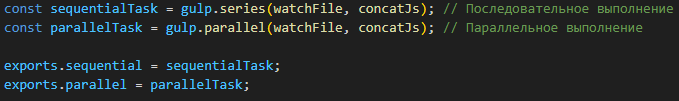 const sequentialTask = gulp.series(watchFile, concatJs); // Последовательное выполнение
const parallelTask = gulp.parallel(watchFile, concatJs); // Параллельное выполнение
exports.sequential = sequentialTask;
exports.parallel = parallelTask;